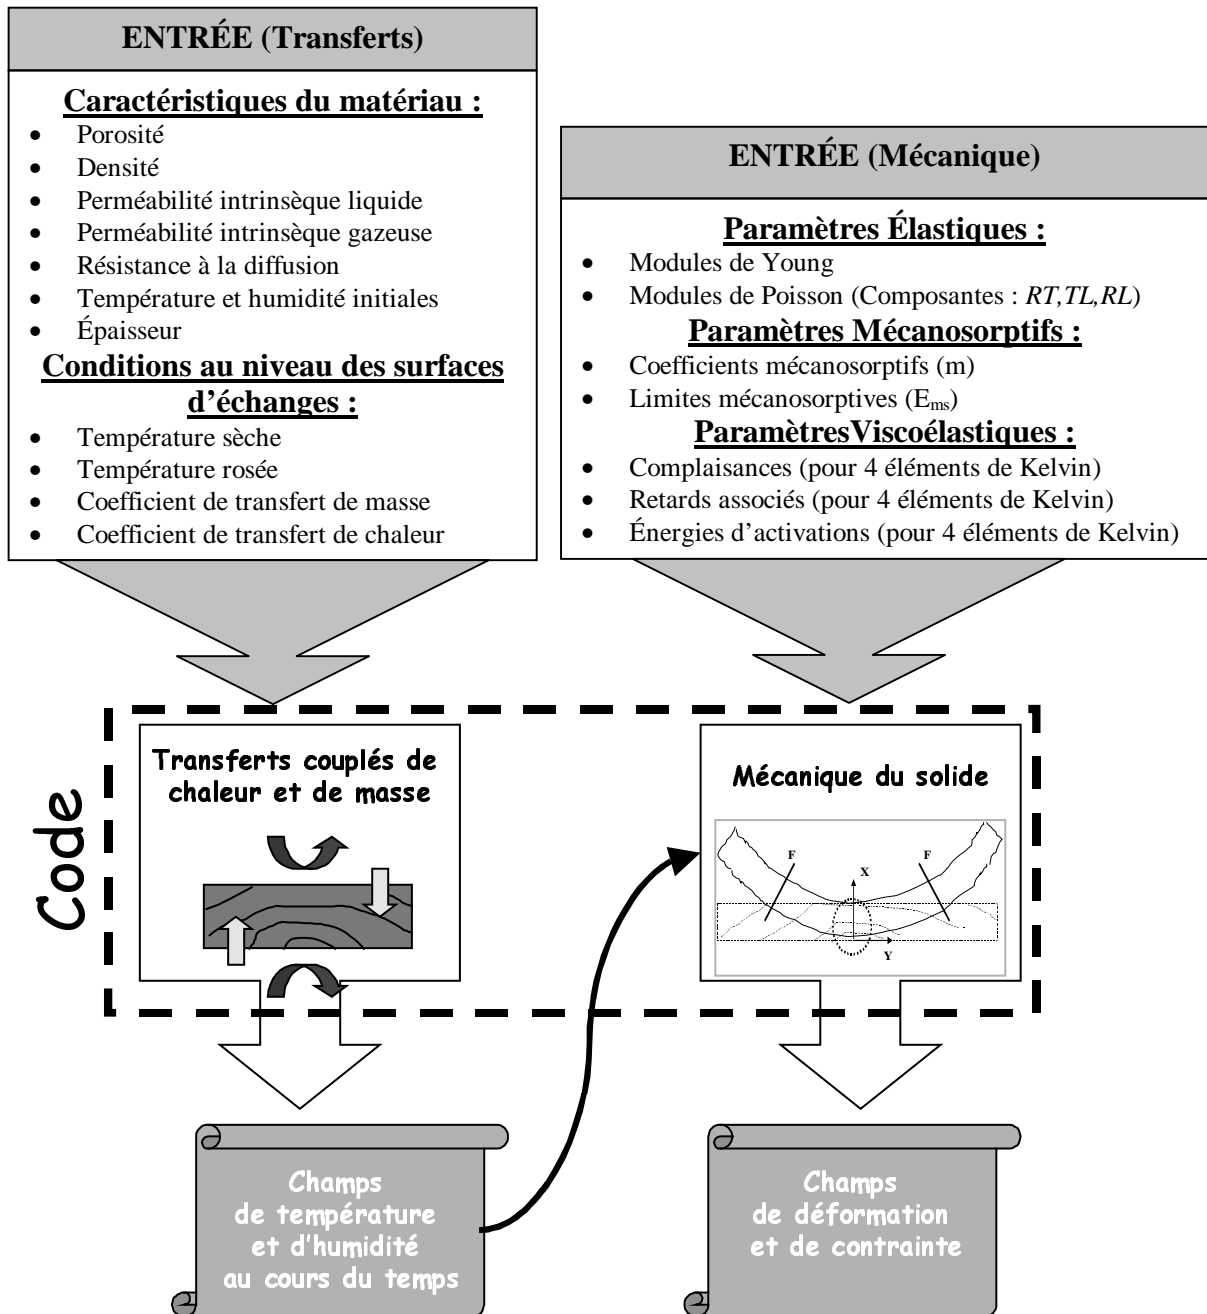 ENTRÉE (Transferts)
Caractéristiques du matériau :
• Porosité
• Densité
• Perméabilité intrinsèque liquide
• Perméabilité intrinsèque gazeuse
• Résistance à la diffusion
• Température et humidité initiales
• Épaisseur
Conditions au niveau des surfaces
d’échanges :
• Température sèche
• Température rosée
• Coefficient de transfert de masse
• Coefficient de transfert de chaleur
ENTRÉE (Mécanique)
Paramètres Élastiques :
• Modules de Young
• Modules de Poisson (Composantes : RT,TL,RL)
Paramètres Mécanosorptifs :
• Coefficients mécanosorptifs (m)
• Limites mécanosorptives (Ems)
ParamètresViscoélastiques :
• Complaisances (pour 4 éléments de Kelvin)
• Retards associés (pour 4 éléments de Kelvin)
• Énergies d’activations (pour 4 éléments de Kelvin)
Code
Transferts couplés de
chaleur et de masse
Mécanique du solide
F
F
X
Y
Champs
de température
et d’humidité
au cours du temps
Champs
de déformation
et de contrainte